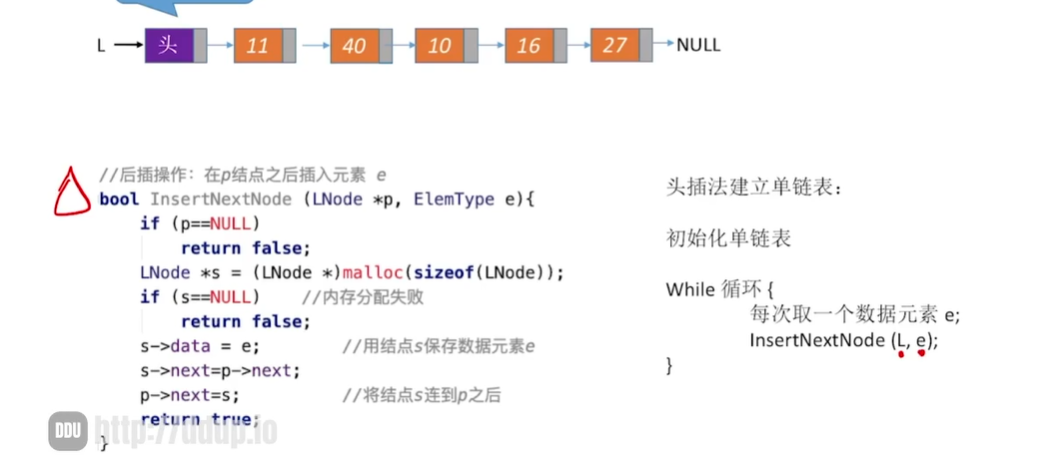 L 头 11 40 10 16 27 NULL
//后插操作：在p结点之后插入元素 e
bool InsertNextNode (LNode *p, ElemType e){
if (p==NULL)
return false;
LNode *s = (LNode *)malloc(sizeof(LNode));
if (s==NULL) //内存分配失败
return false;
s->data = e; //用结点s保存数据元素e
s->next=p->next;
p->next=s; //将结点s连到p之后
return true;
}
头插法建立单链表：
初始化单链表
While 循环 {
每次取一个数据元素 e;
InsertNextNode (L, e);
}
DDU http://ddup.io